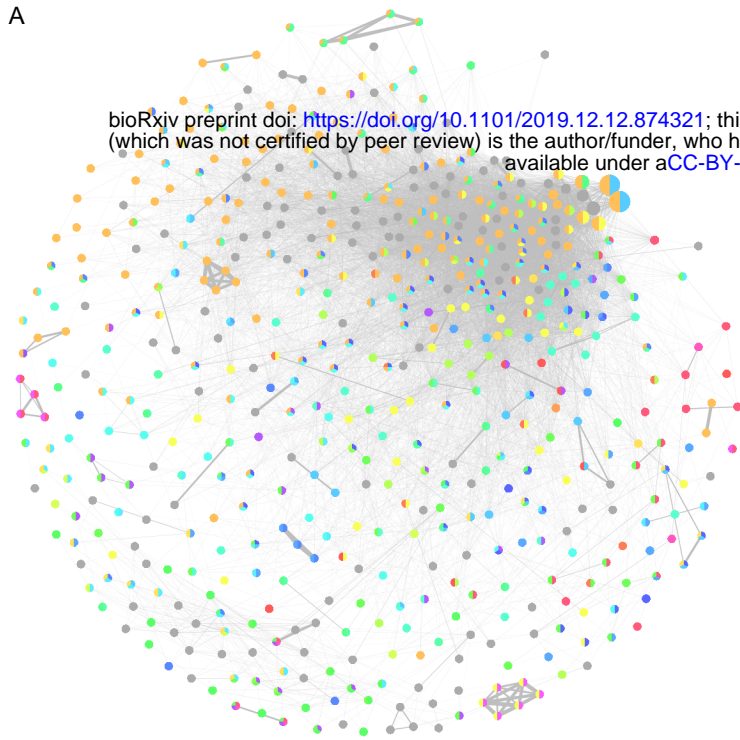 A
bioRxiv preprint doi: https://doi.org/10.1101/2019.12.12.874321; thi
(which was not certified by peer review) is the author/funder, who h
available under aCC-BY-